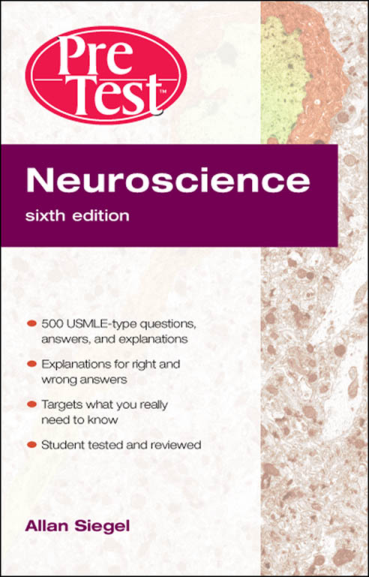 Pre
Test™
Neuroscience
sixth edition
500 USMLE-type questions,
answers, and explanations
Explanations for right and
wrong answers
Targets what you really
need to know
Student tested and reviewed
Allan Siegel